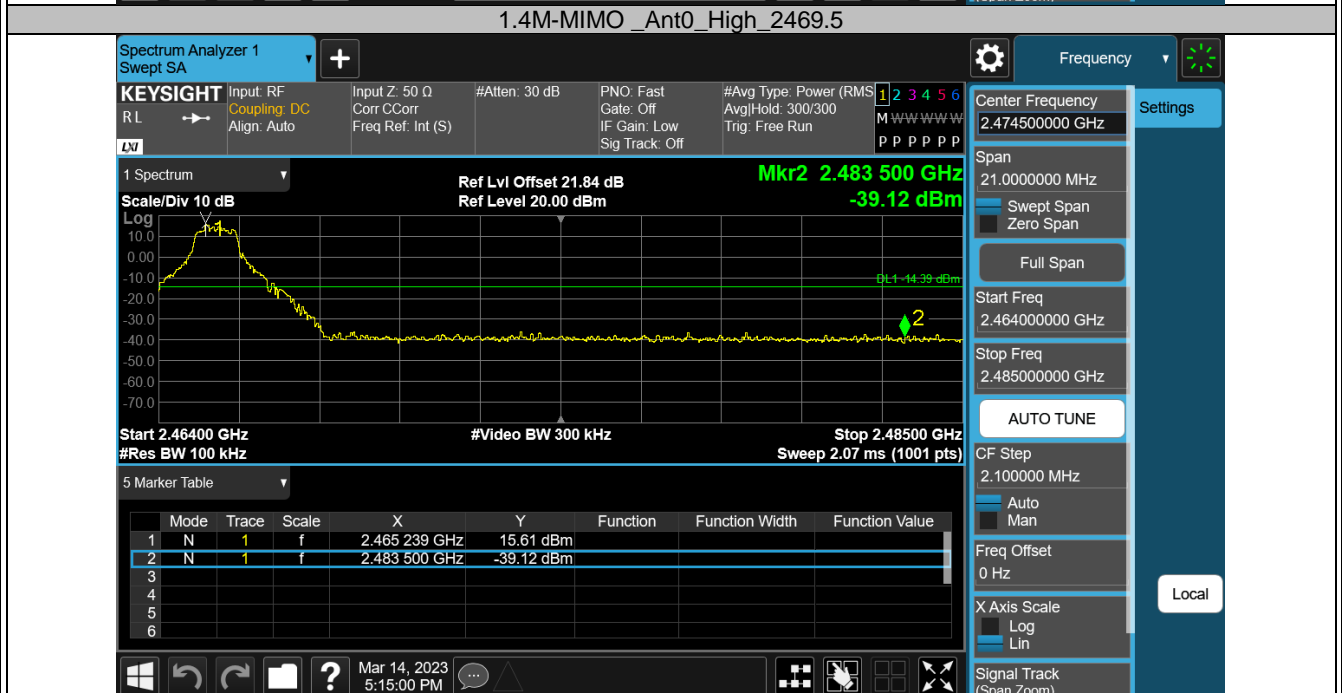 1.4M-MIMO _Ant0_High_2469.5
Spectrum Analyzer 1
Swept SA
Frequency
KEYSIGHT
RL
LXI
Input: RF
Coupling: DC
Align: Auto
Input Z: 50 Ω
Corr CCorr
Freq Ref: Int (S)
#Atten: 30 dB
PNO: Fast
Gate: Off
IF Gain: Low
Sig Track: Off
#Avg Type: Power (RMS
Avg|Hold: 300/300
Trig: Free Run
1 2 3 4 5 6
M W W W W W
P P P P P P
Center Frequency
2.474500000 GHz
Settings
Span
21.0000000 MHz
Swept Span
Zero Span
Full Span
Start Freq
2.464000000 GHz
Stop Freq
2.485000000 GHz
AUTO TUNE
CF Step
2.100000 MHz
Auto
Man
Freq Offset
0 Hz
X Axis Scale
Log
Lin
Signal Track
(Span Zoom)
Local
1 Spectrum
Scale/Div 10 dB
Ref Lvl Offset 21.84 dB
Ref Level 20.00 dBm
Mkr2 2.483 500 GHz
-39.12 dBm
Log
10.0
0.00
-10.0
-20.0
-30.0
-40.0
-50.0
-60.0
-70.0
DL1 -14.39 dBm
2
Start 2.46400 GHz
#Res BW 100 kHz
#Video BW 300 kHz
Stop 2.48500 GHz
Sweep 2.07 ms (1001 pts)
5 Marker Table
Mode Trace Scale X Y Function Function Width Function Value
1 N 1 f 2.465 239 GHz 15.61 dBm
2 N 1 f 2.483 500 GHz -39.12 dBm
3
4
5
6
?
Mar 14, 2023
5:15:00 PM